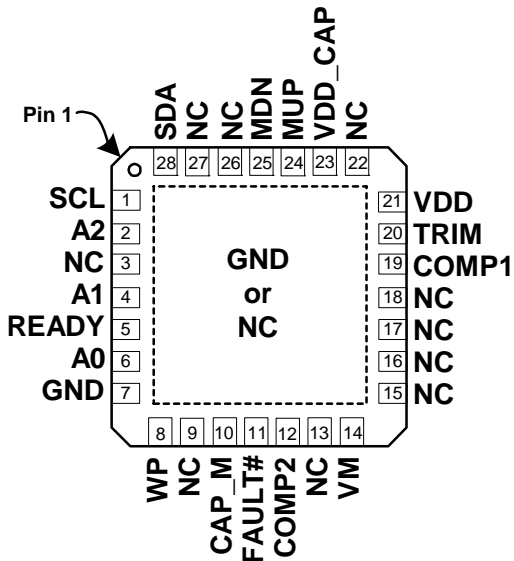 Pin 1
SDA
NC
NC
MDN
MUP
VDD_CAP
NC
28
27
26
25
24
23
22
SCL 1
A2 2
NC 3
A1 4
READY 5
A0 6
GND 7
GND
or
NC
21 VDD
20 TRIM
19 COMP1
18 NC
17 NC
16 NC
15 NC
8
9
10
11
12
13
14
WP
NC
CAP_M
FAULT#
COMP2
NC
VM